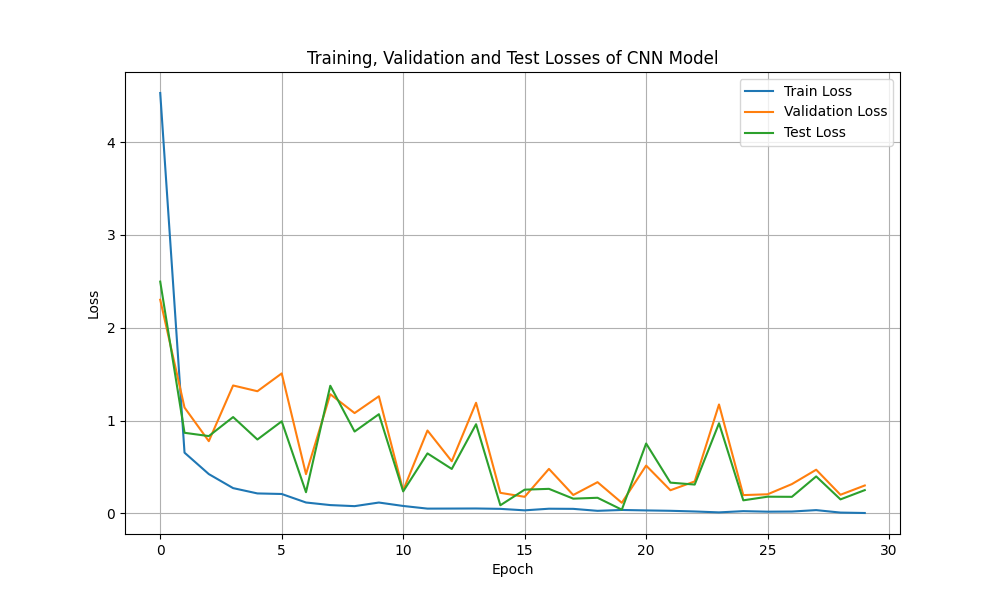 Training, Validation and Test Losses of CNN Model
Train Loss
Validation Loss
Test Loss
4
3
2
1
0
Loss
0 5 10 15 20 25 30
Epoch